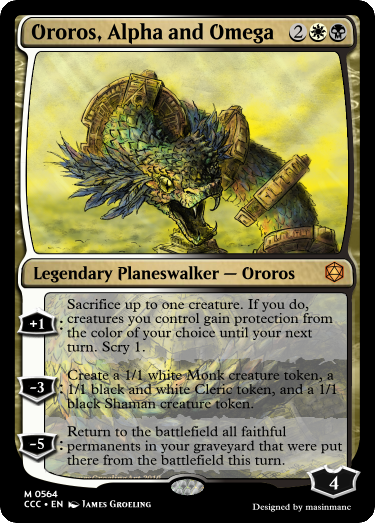 Ororos, Alpha and Omega 2
Legendary Planeswalker — Ororos
+1: Sacrifice up to one creature. If you do,
creatures you control gain protection from
the color of your choice until your next
turn. Scry 1.
-3: Create a 1/1 white Monk creature token, a
1/1 black and white Cleric token, and a 1/1
black Shaman creature token.
-5: Return to the battlefield all faithful
permanents in your graveyard that were put
there from the battlefield this turn.
4
M 0564
CCC • EN James Groeling
Designed by masinmanc